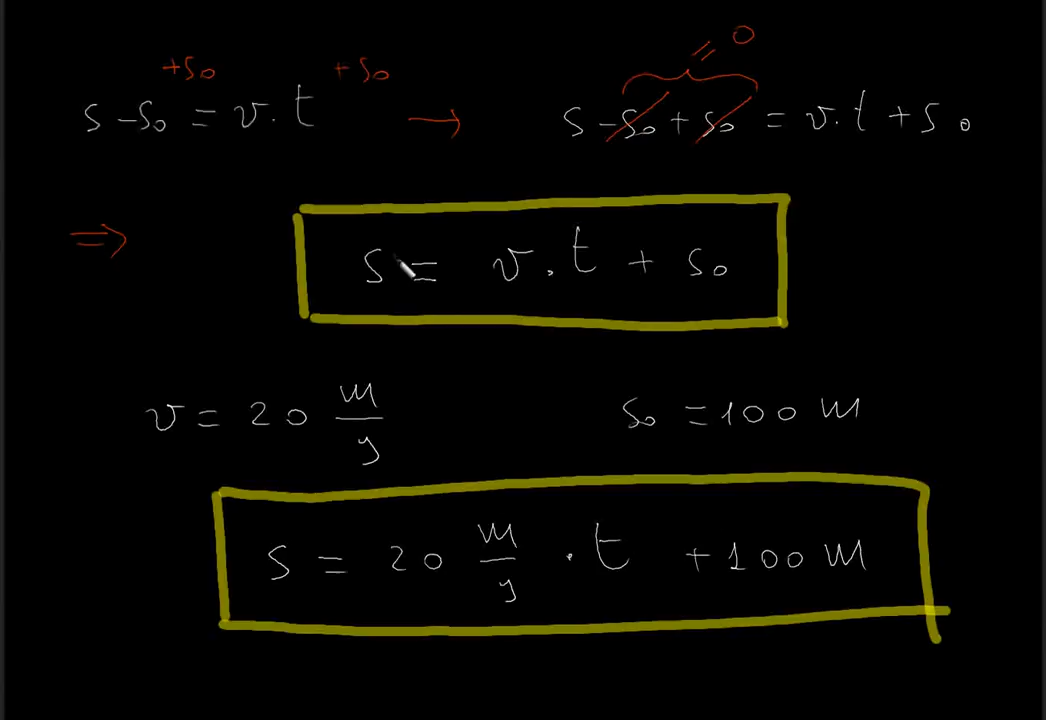 = 0
+s₀ +s₀
s - s₀ = v . t → s - s₀ + s₀ = v . t + s₀
⇒ s = v . t + s₀
v = 20 m/y s₀ = 100 m
s = 20 m/y . t + 100 m